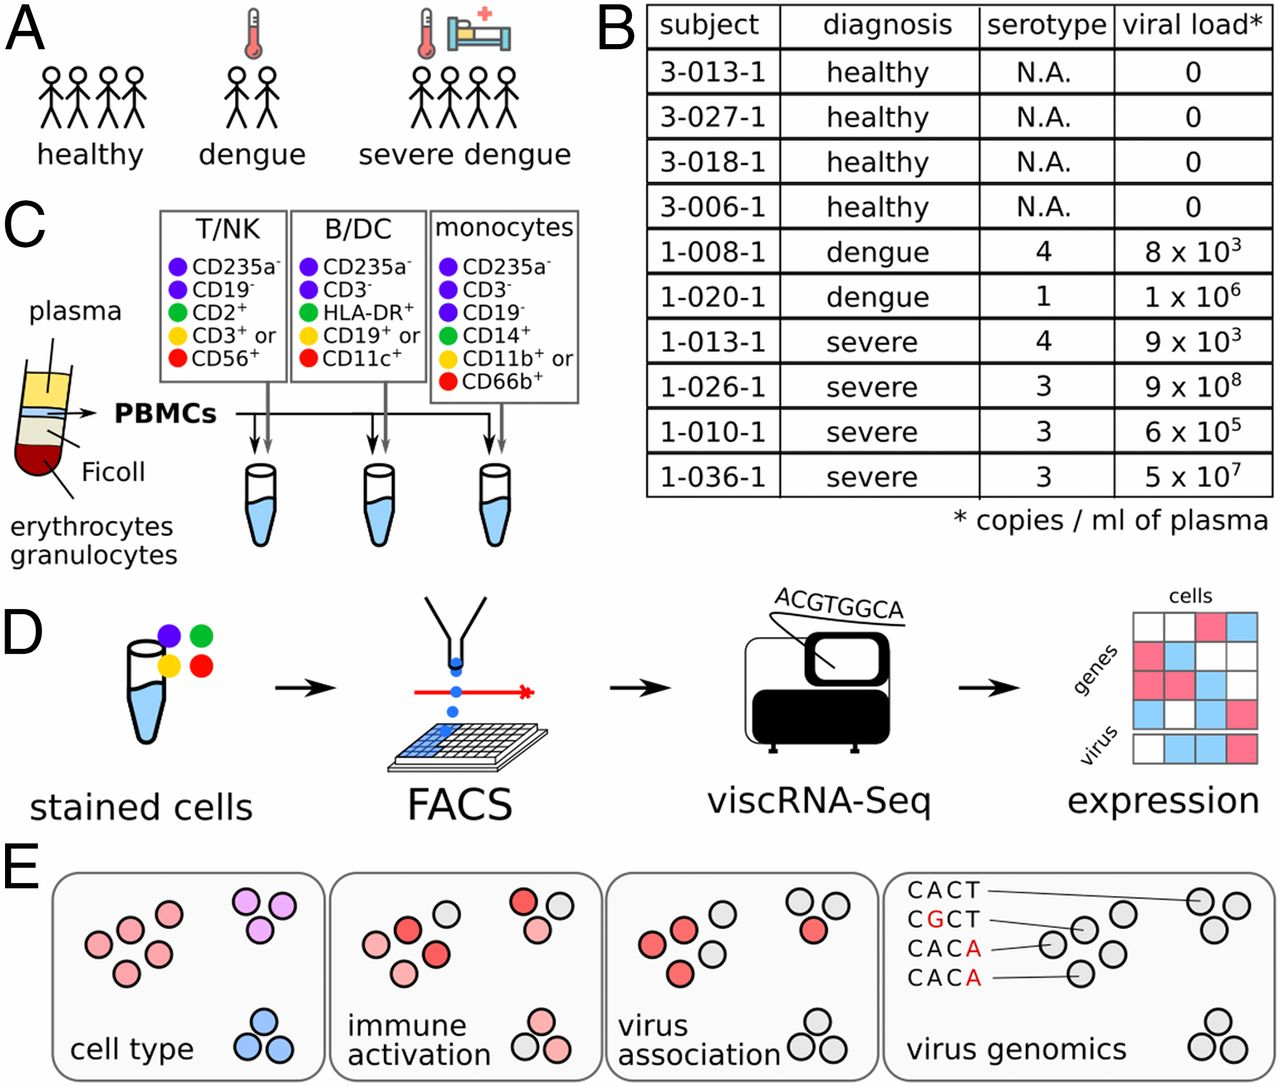 A
healthy
dengue
severe dengue
B
subject diagnosis serotype viral load*
3-013-1 healthy N.A. 0
3-027-1 healthy N.A. 0
3-018-1 healthy N.A. 0
3-006-1 healthy N.A. 0
1-008-1 dengue 4 8 x 10³
1-020-1 dengue 1 1 x 10⁶
1-013-1 severe 4 9 x 10³
1-026-1 severe 3 9 x 10⁸
1-010-1 severe 3 6 x 10⁵
1-036-1 severe 3 5 x 10⁷
* copies / ml of plasma
C
plasma
PBMCs
Ficoll
erythrocytes
granulocytes
T/NK
CD235a⁻
CD19⁻
CD2⁺
CD3⁺ or
CD56⁺
B/DC
CD235a⁻
CD3⁻
HLA-DR⁺
CD19⁺ or
CD11c⁺
monocytes
CD235a⁻
CD3⁻
CD19⁻
CD14⁺
CD11b⁺ or
CD66b⁺
D
stained cells
FACS
ACGTGGCA
viscRNA-Seq
cells
genes
virus
expression
E
cell type
immune
activation
virus
association
CACT
CGCT
CACA
CACA
virus genomics